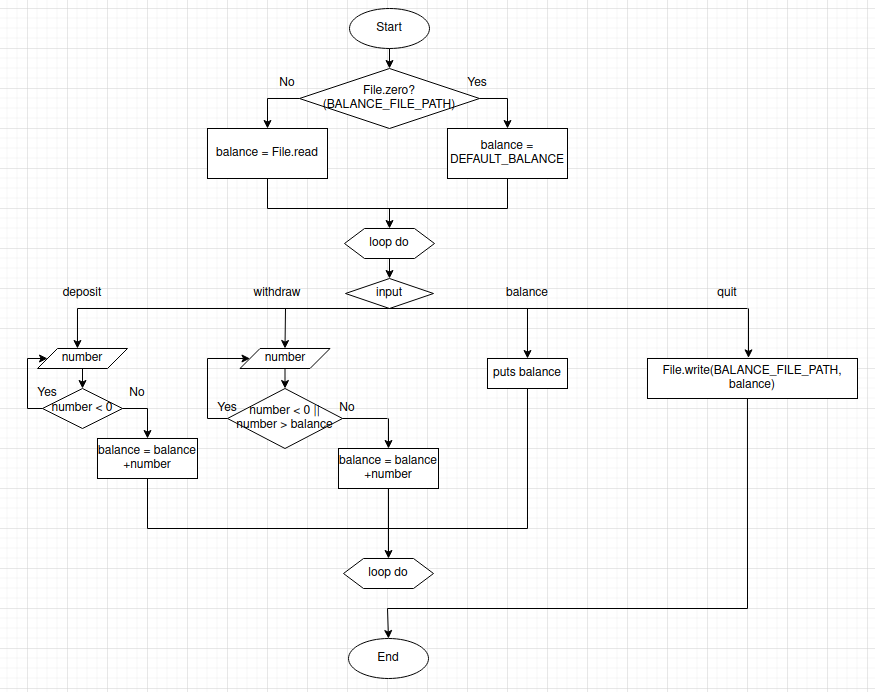 Start
No
Yes
File.zero?
(BALANCE_FILE_PATH)
balance = File.read
balance =
DEFAULT_BALANCE
loop do
input
deposit
withdraw
balance
quit
number
number
puts balance
File.write(BALANCE_FILE_PATH,
balance)
Yes
No
number < 0
Yes
No
number < 0 ||
number > balance
balance = balance
+number
balance = balance
+number
loop do
End